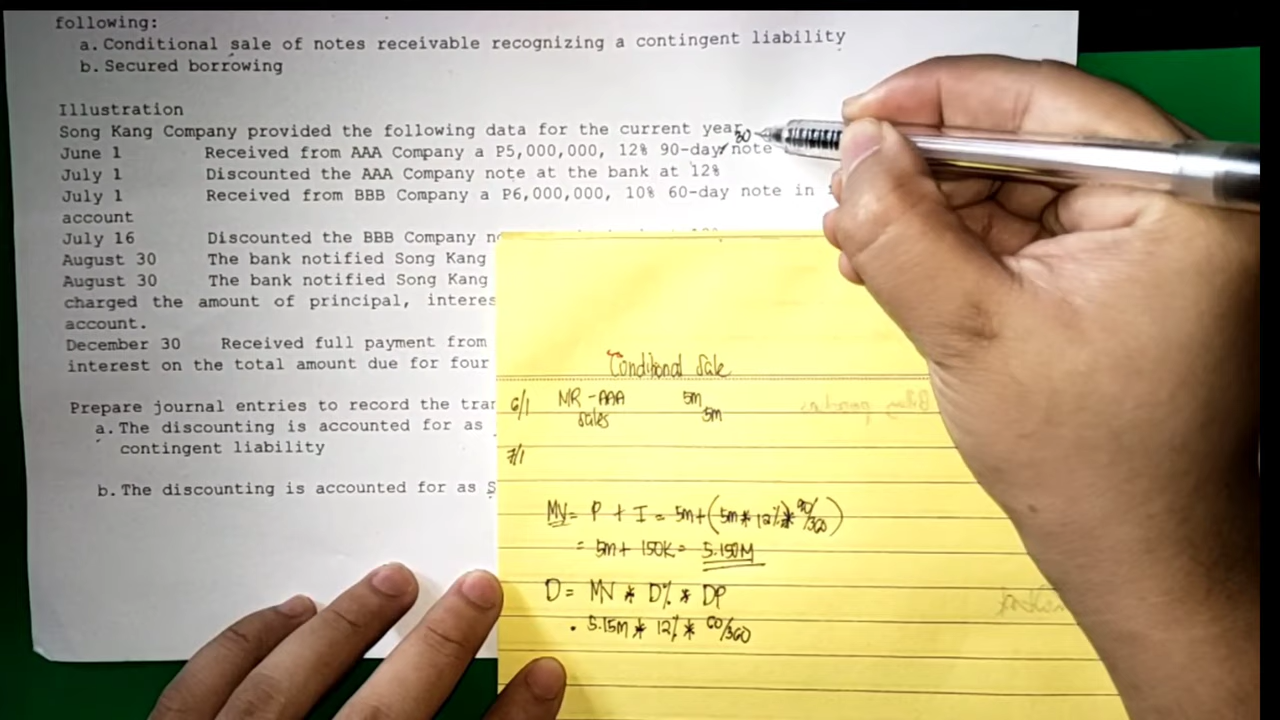 following:
a. Conditional sale of notes receivable recognizing a contingent liability
b. Secured borrowing
Illustration
Song Kang Company provided the following data for the current year.
June 1 Received from AAA Company a P5,000,000, 12% 90-day note
July 1 Discounted the AAA Company note at the bank at 12%
July 1 Received from BBB Company a P6,000,000, 10% 60-day note in
account
July 16 Discounted the BBB Company
August 30 The bank notified Song Kang
August 30 The bank notified Song Kang
charged the amount of principal,
account.
December 30 Received full payment from
interest on the total amount due for four
Prepare journal entries to record the
a. The discounting is accounted for as
contingent liability
b. The discounting is accounted for as S
Conditional Sale
6/1 NR - AAA 5m
Sales 5m
7/1
MV = P + I = 5m + (5m * 12% * 90/360)
= 5m + 150K = 5.150M
D = MV * D% * DP
. 5.15M * 12% * 60/360